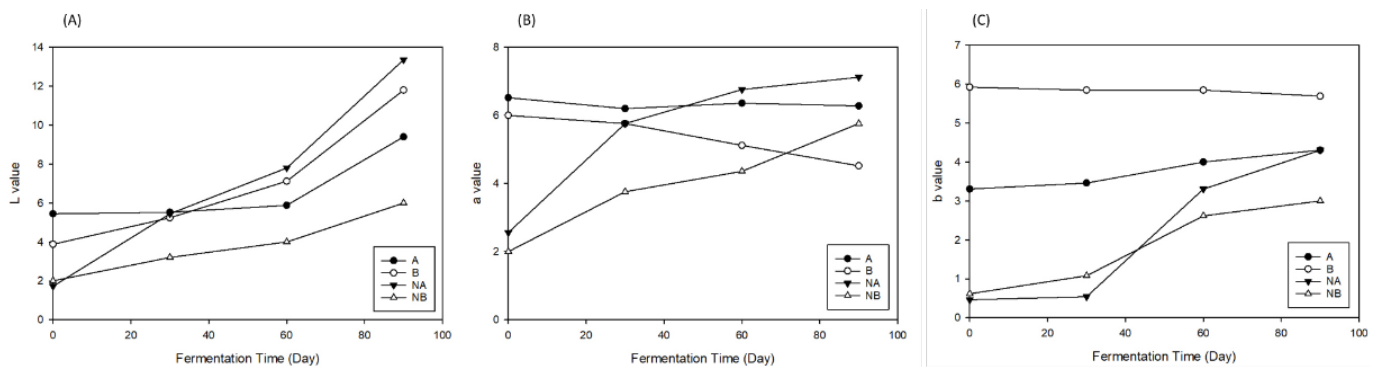 (A)
L value
14
12
10
8
6
4
2
0
0 20 40 60 80 100
Fermentation Time (Day)
A
B
NA
NB
(B)
a value
8
6
4
2
0
0 20 40 60 80 100
Fermentation Time (Day)
A
B
NA
NB
(C)
b value
7
6
5
4
3
2
1
0
0 20 40 60 80 100
Fermentation Time (Day)
A
B
NA
NB